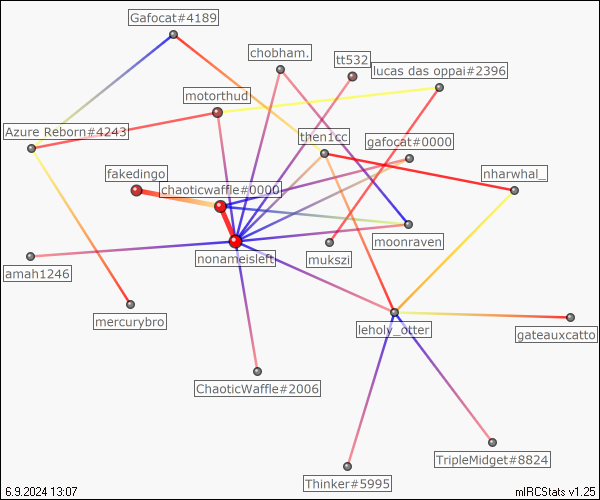 Gafocat#4189
chobham.
tt532
lucas das oppai#2396
motorthud
Azure Reborn#4243
then1cc
gafocat#0000
fakedingo
nharwhal_
chaoticwaffle#0000
moonraven
nonameisleft
mukszi
amah1246
mercurybro
leholy_otter
gateauxcatto
ChaoticWaffle#2006
TripleMidget#8824
Thinker#5995
6.9.2024 13:07
mIRCStats v1.25